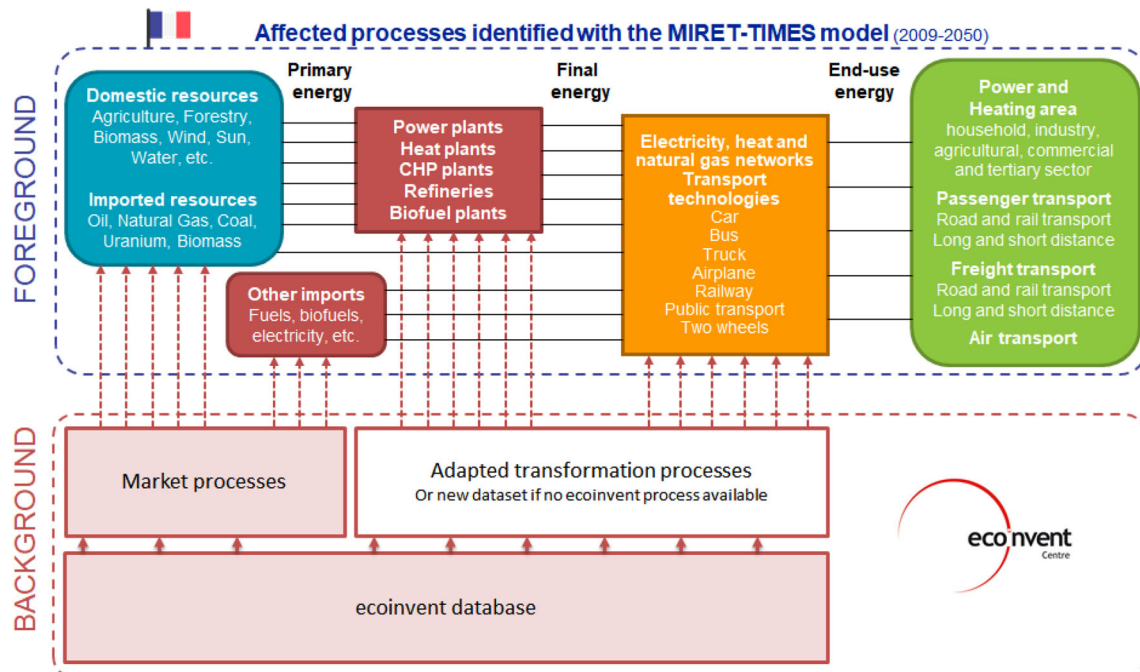 Affected processes identified with the MIRET-TIMES model (2009-2050)
FOREGROUND
Primary
energy
Final
energy
End-use
energy
Domestic resources
Agriculture, Forestry,
Biomass, Wind, Sun,
Water, etc.
Imported resources
Oil, Natural Gas, Coal,
Uranium, Biomass
Power plants
Heat plants
CHP plants
Refineries
Biofuel plants
Other imports
Fuels, biofuels,
electricity, etc.
Electricity, heat and
natural gas networks
Transport
technologies
Car
Bus
Truck
Airplane
Railway
Public transport
Two wheels
Power and
Heating area
household, industry,
agricultural, commercial
and tertiary sector
Passenger transport
Road and rail transport
Long and short distance
Freight transport
Road and rail transport
Long and short distance
Air transport
BACKGROUND
Market processes
Adapted transformation processes
Or new dataset if no ecoinvent process available
ecoinvent database
ecoinvent
Centre